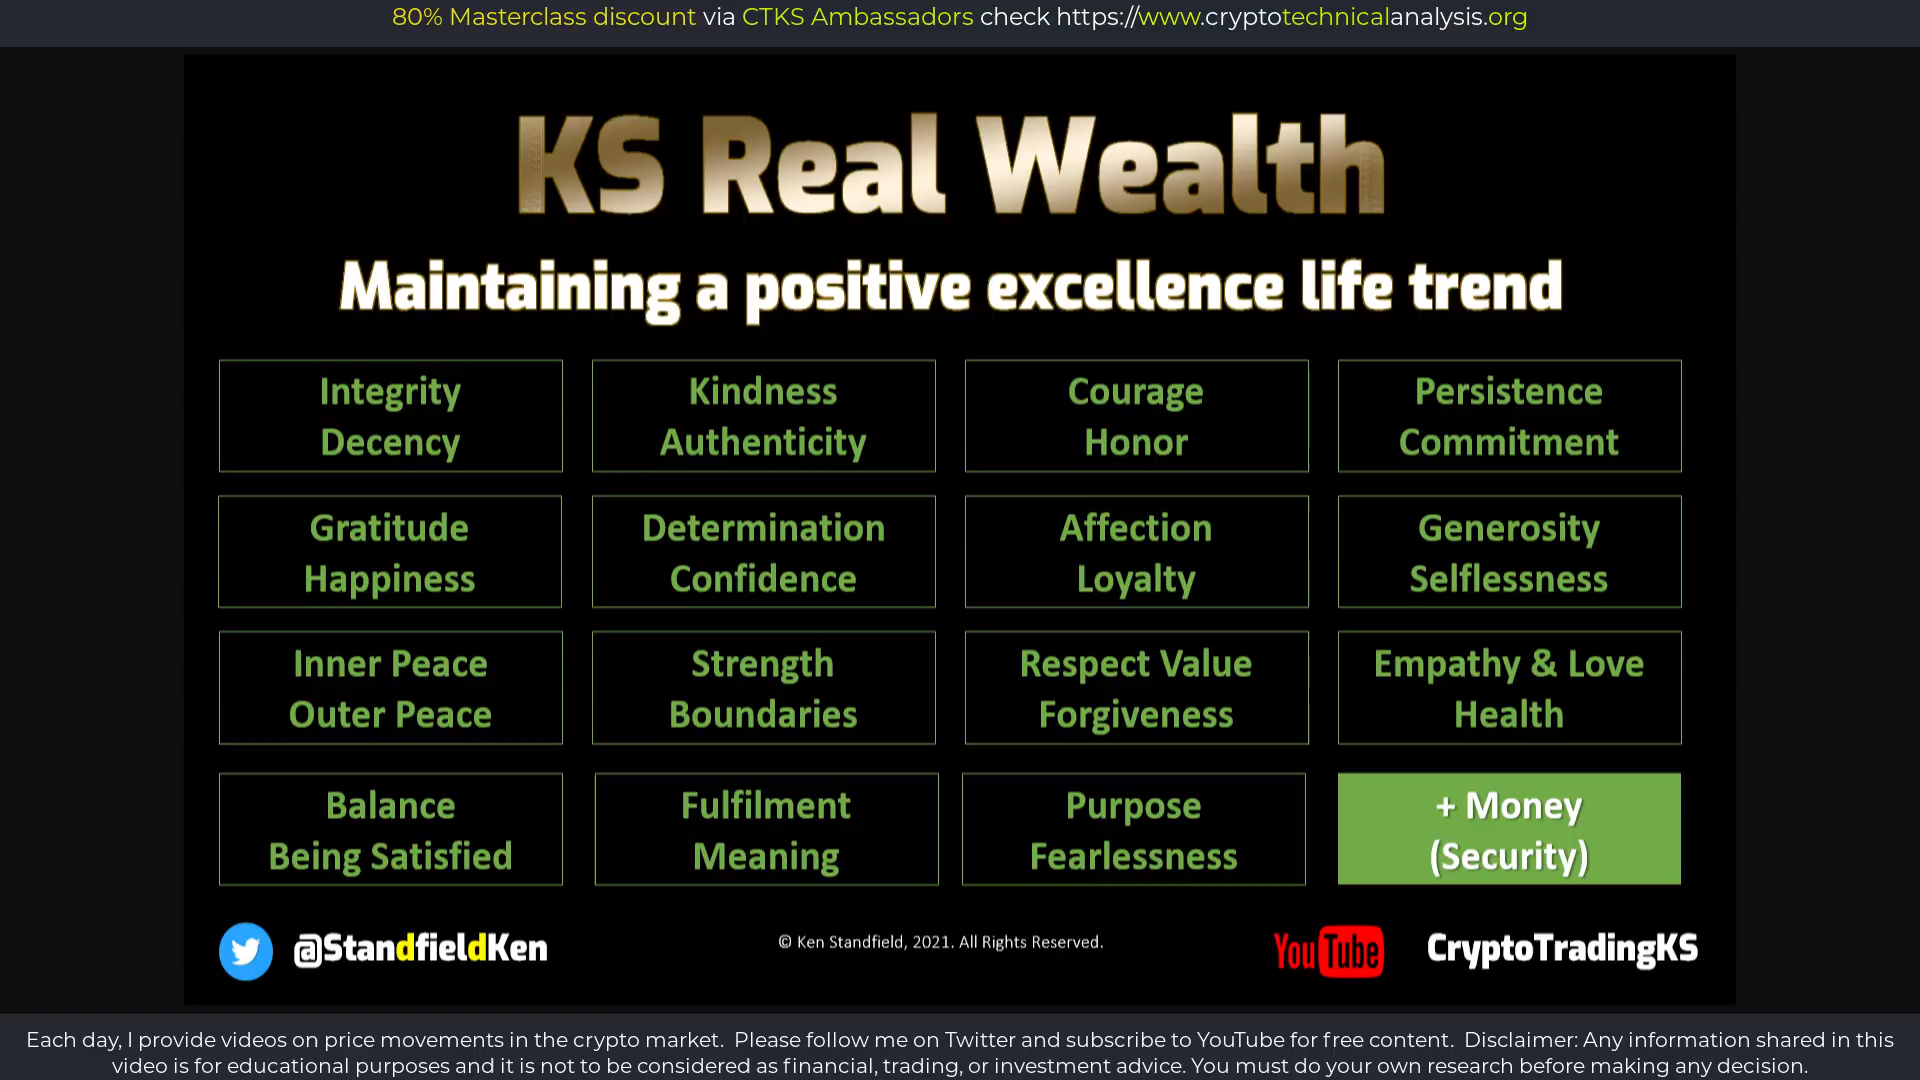 80% Masterclass discount via CTKS Ambassadors check https://www.cryptotechnicalanalysis.org
KS Real Wealth
Maintaining a positive excellence life trend
Integrity
Decency
Kindness
Authenticity
Courage
Honor
Persistence
Commitment
Gratitude
Happiness
Determination
Confidence
Affection
Loyalty
Generosity
Selflessness
Inner Peace
Outer Peace
Strength
Boundaries
Respect Value
Forgiveness
Empathy & Love
Health
Balance
Being Satisfied
Fulfilment
Meaning
Purpose
Fearlessness
+ Money
(Security)
@StandfieldKen
© Ken Standfield, 2021. All Rights Reserved.
YouTube
CryptoTradingKS
Each day, I provide videos on price movements in the crypto market.  Please follow me on Twitter and subscribe to YouTube for free content.  Disclaimer: Any information shared in this
video is for educational purposes and it is not to be considered as financial, trading, or investment advice. You must do your own research before making any decision.